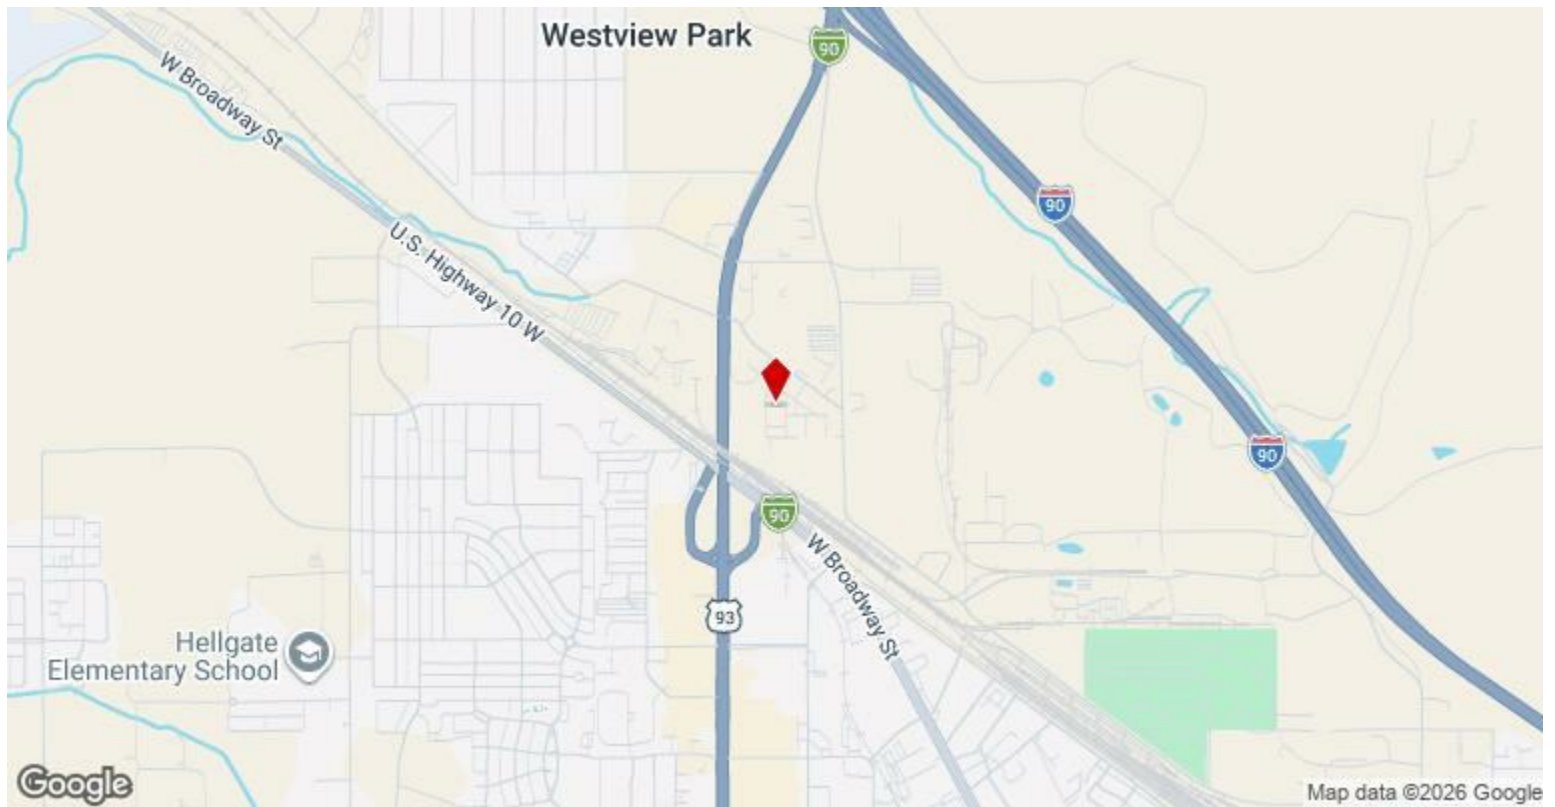 Westview Park
90
W Broadway St
90
U.S. Highway 10 W
90
90
W Broadway St
93
Hellgate
Elementary School
Google
Map data ©2026 Google